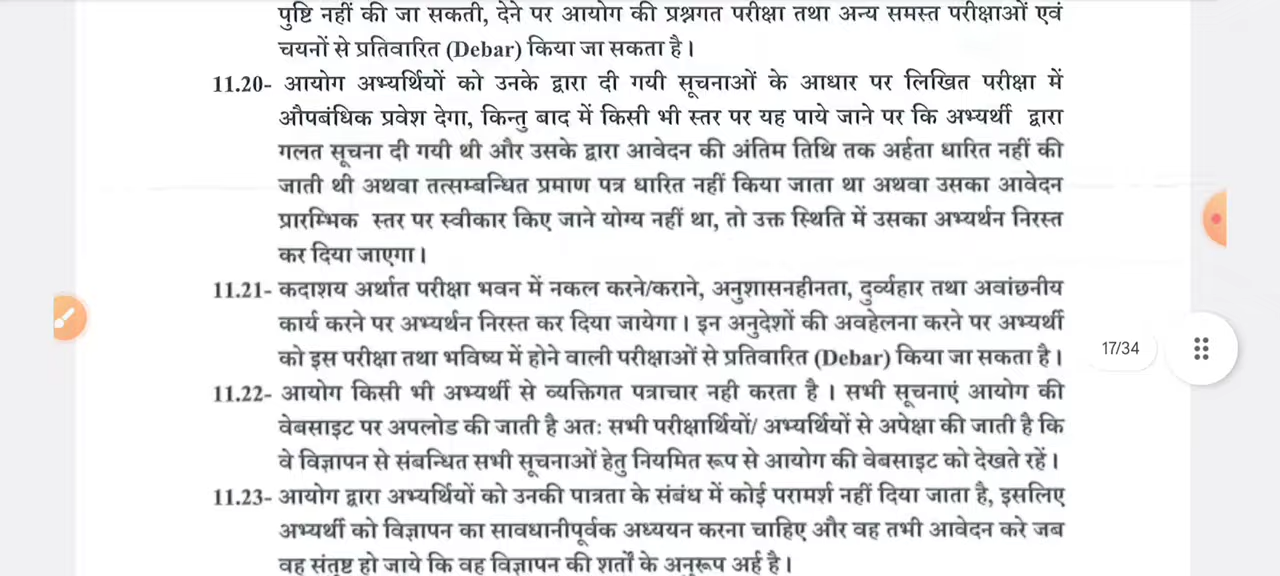 पुष्टि नहीं की जा सकती, देने पर आयोग की प्रश्नगत परीक्षा तथा अन्य समस्त परीक्षाओं एवं
चयनों से प्रतिवारित (Debar) किया जा सकता है।
11.20- आयोग अभ्यर्थियों को उनके द्वारा दी गयी सूचनाओं के आधार पर लिखित परीक्षा में
औपबंधिक प्रवेश देगा, किन्तु बाद में किसी भी स्तर पर यह पाये जाने पर कि अभ्यर्थी द्वारा
गलत सूचना दी गयी थी और उसके द्वारा आवेदन की अंतिम तिथि तक अर्हता धारित नहीं की
जाती थी अथवा तत्सम्बन्धित प्रमाण पत्र धारित नहीं किया जाता था अथवा उसका आवेदन
प्रारम्भिक स्तर पर स्वीकार किए जाने योग्य नहीं था, तो उक्त स्थिति में उसका अभ्यर्थन निरस्त
कर दिया जाएगा।
11.21- कदाशय अर्थात परीक्षा भवन में नकल करने/कराने, अनुशासनहीनता, दुर्व्यहार तथा अवांछनीय
कार्य करने पर अभ्यर्थन निरस्त कर दिया जायेगा। इन अनुदेशों की अवहेलना करने पर अभ्यर्थी
को इस परीक्षा तथा भविष्य में होने वाली परीक्षाओं से प्रतिवारित (Debar) किया जा सकता है।
17/34
11.22- आयोग किसी भी अभ्यर्थी से व्यक्तिगत पत्राचार नही करता है। सभी सूचनाएं आयोग की
वेबसाइट पर अपलोड की जाती है अतः सभी परीक्षार्थियों/ अभ्यर्थियों से अपेक्षा की जाती है कि
वे विज्ञापन से संबन्धित सभी सूचनाओं हेतु नियमित रूप से आयोग की वेबसाइट को देखते रहें।
11.23- आयोग द्वारा अभ्यर्थियों को उनकी पात्रता के संबंध में कोई परामर्श नहीं दिया जाता है, इसलिए
अभ्यर्थी को विज्ञापन का सावधानीपूर्वक अध्ययन करना चाहिए और वह तभी आवेदन करे जब
वह संतुष्ट हो जाये कि वह विज्ञापन की शर्तों के अनुरूप अर्ह है।